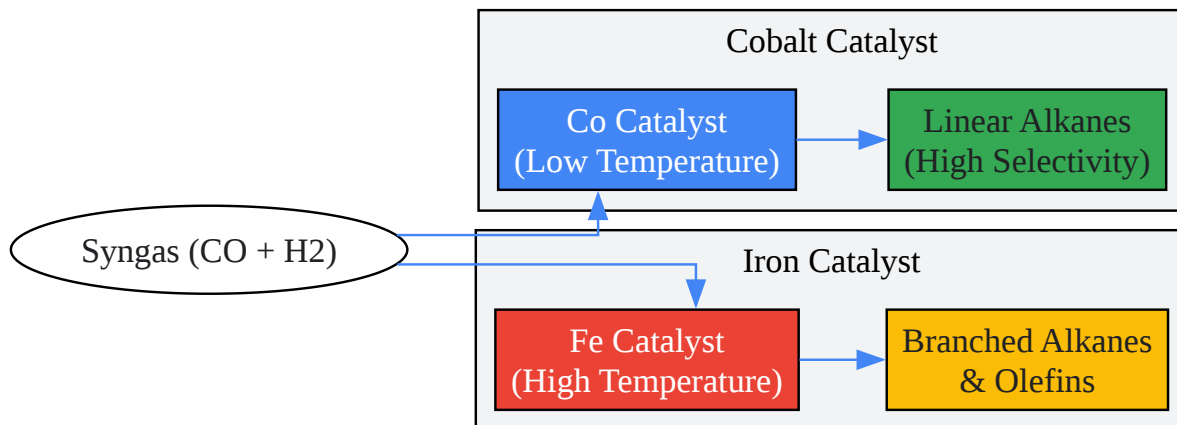 Cobalt Catalyst
Co Catalyst
(Low Temperature)
Linear Alkanes
(High Selectivity)
Syngas (CO + H2)
Iron Catalyst
Fe Catalyst
(High Temperature)
Branched Alkanes
& Olefins